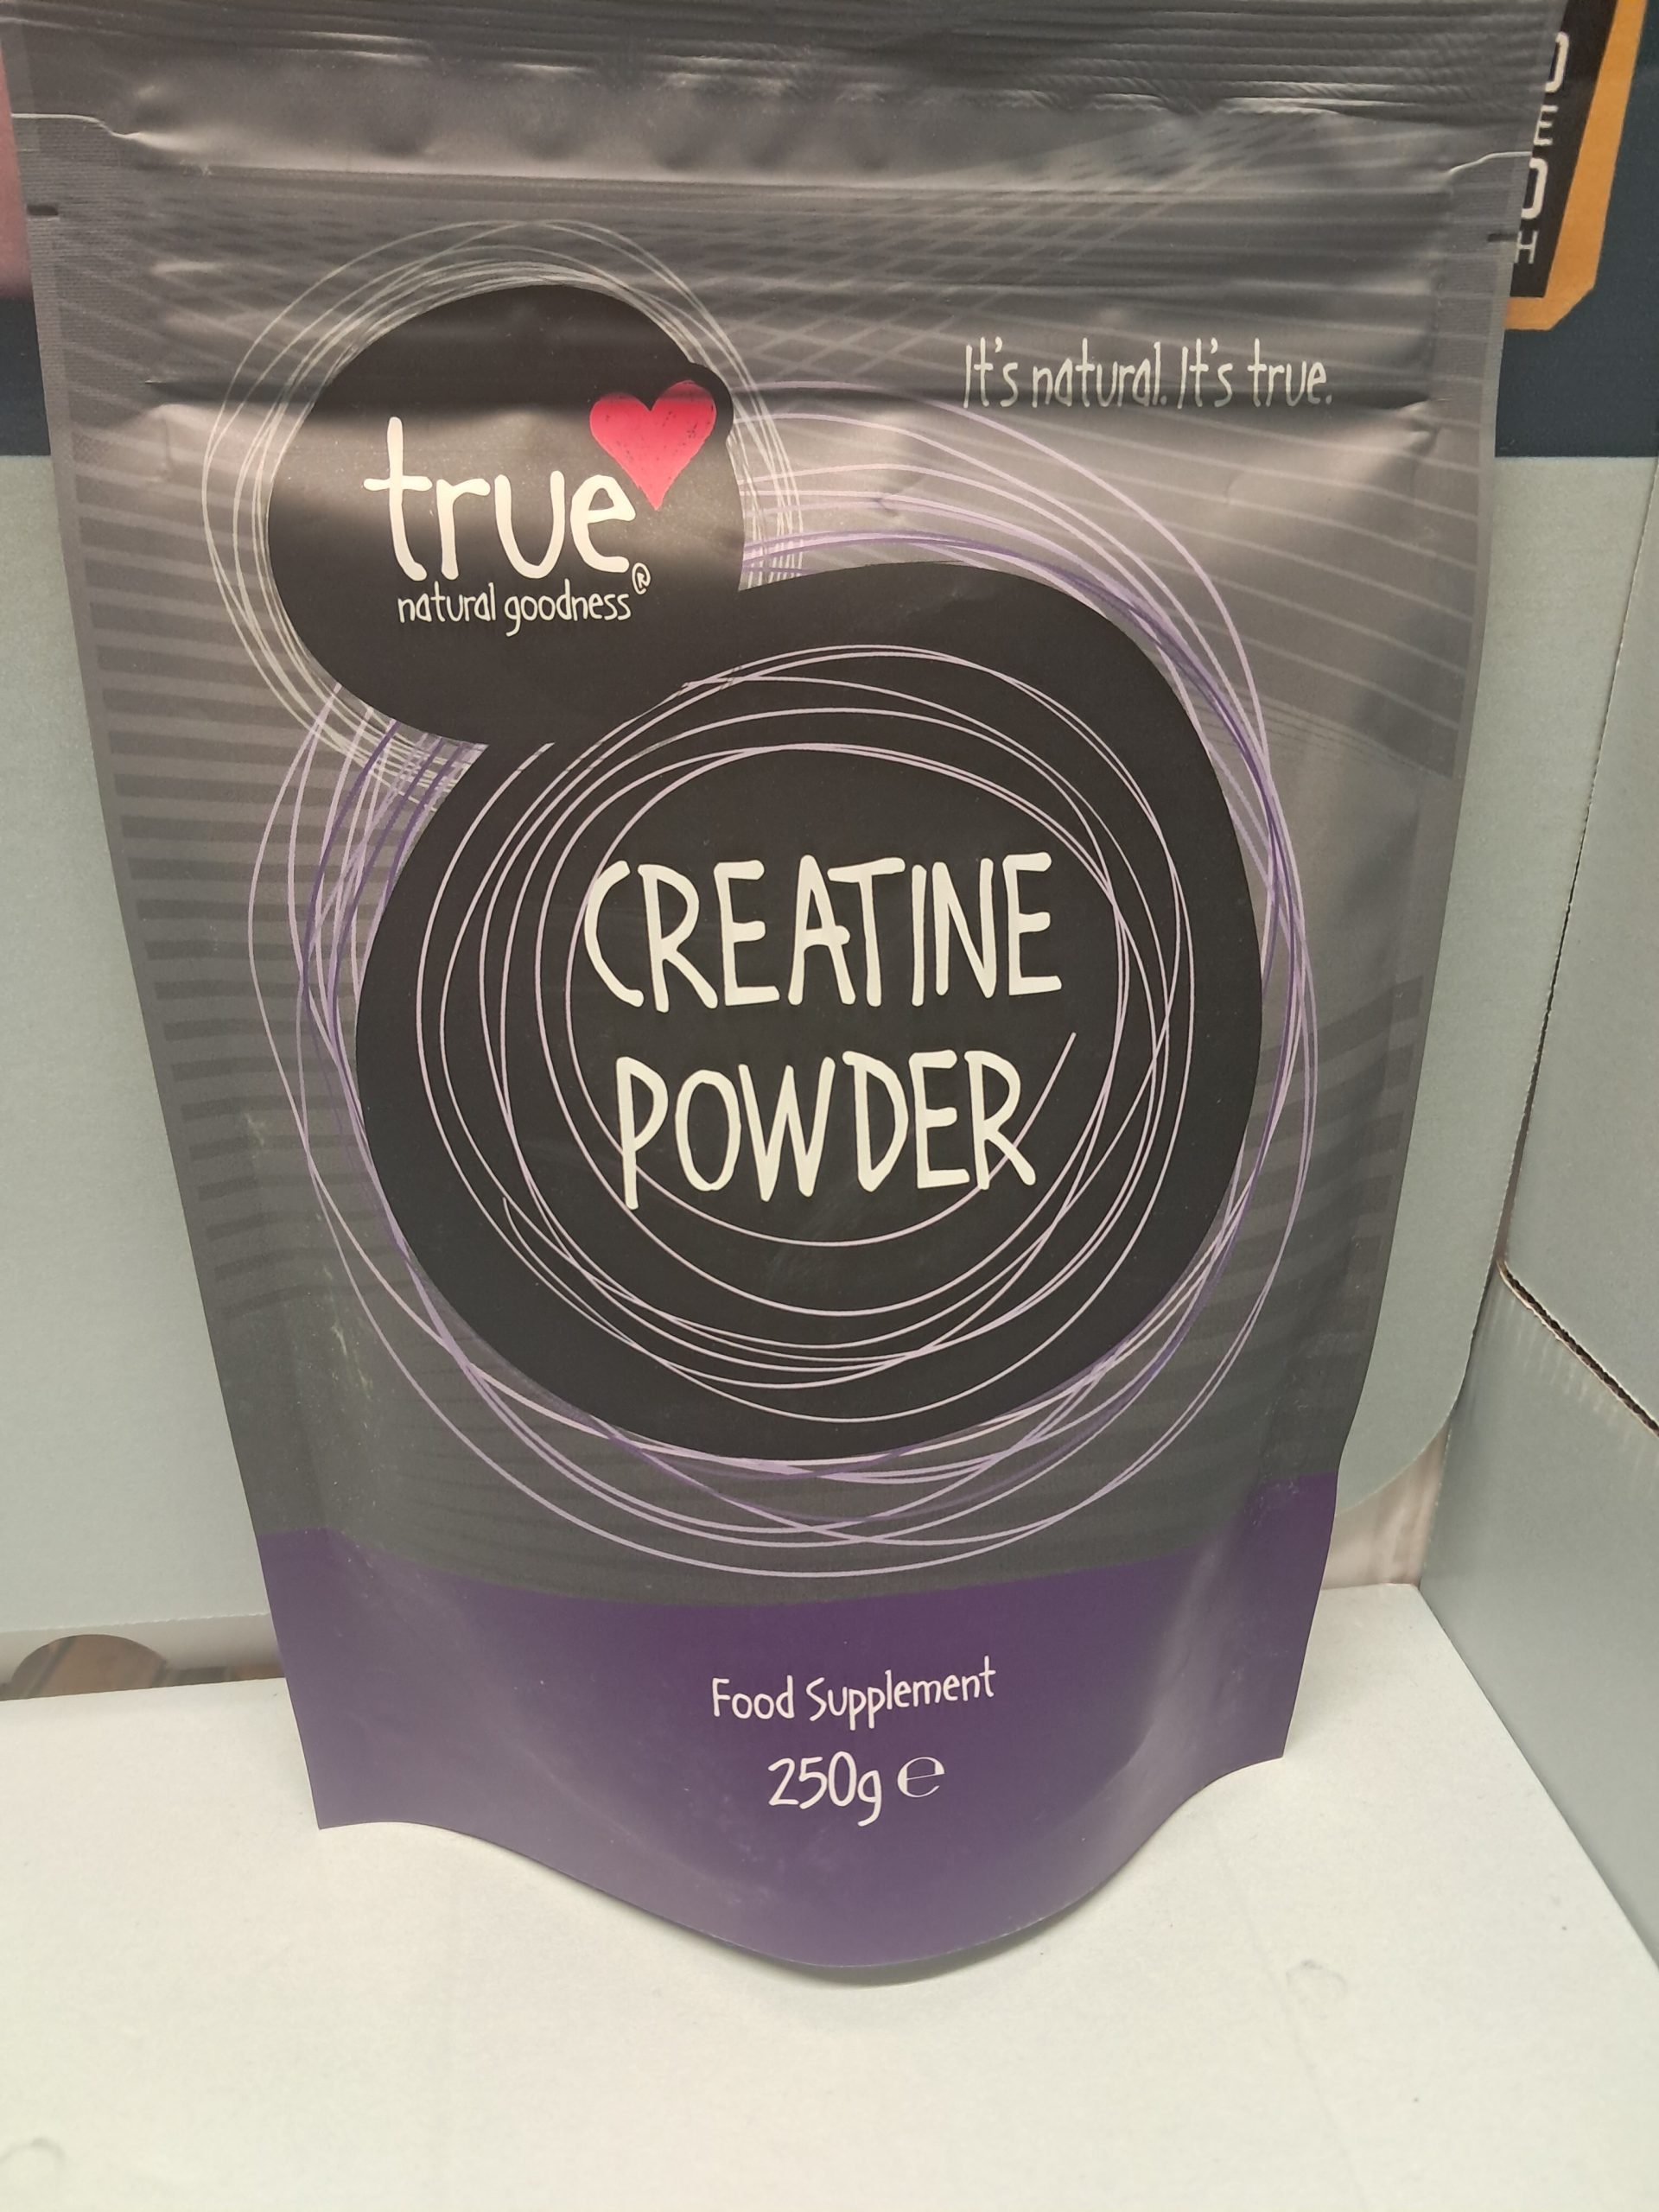 It's natural. It's true.
true
natural goodness®
CREATINE
POWDER
Food Supplement
250g ℮